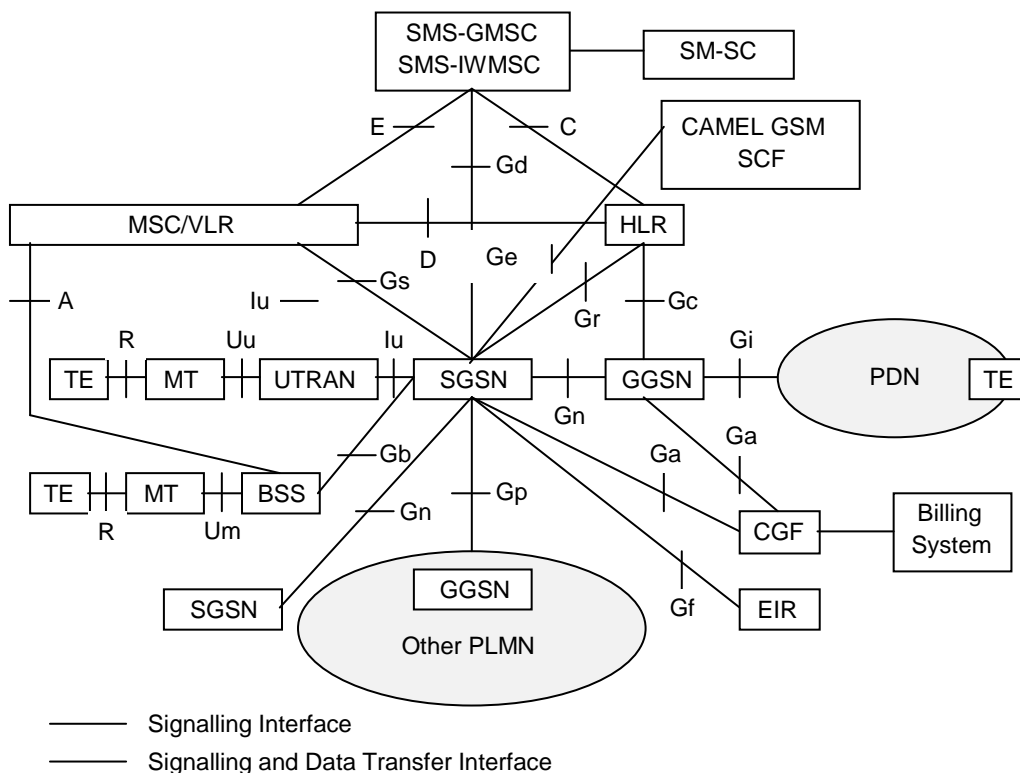 SMS-GMSC
SMS-IWMSC
SM-SC
E
C
CAMEL GSM
SCF
Gd
MSC/VLR
HLR
D
Ge
Gs
A
Iu
Gr
Gc
R
Uu
Iu
Gi
TE
MT
UTRAN
SGSN
GGSN
PDN
TE
Gn
Gb
Ga
Ga
TE
MT
BSS
Gp
R
Um
Gn
CGF
Billing
System
SGSN
GGSN
Gf
EIR
Other PLMN
Signalling Interface
Signalling and Data Transfer Interface